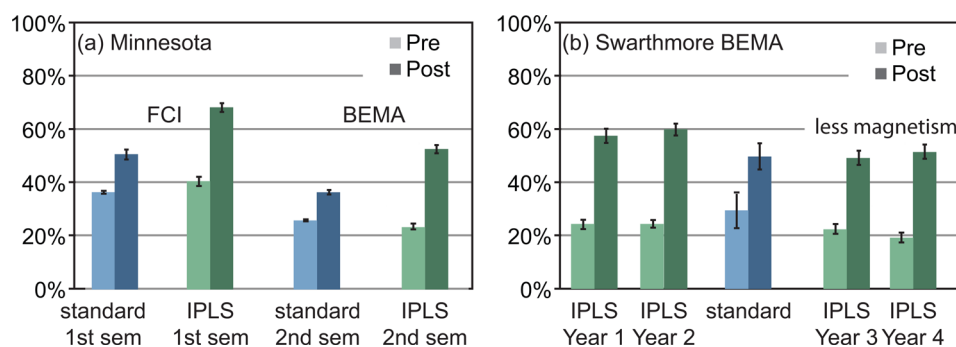 100%
80%
60%
40%
20%
0%
(a) Minnesota
Pre
Post
FCI
BEMA
standard
1st sem
IPLS
1st sem
standard
2nd sem
IPLS
2nd sem
100%
80%
60%
40%
20%
0%
(b) Swarthmore BEMA
Pre
Post
less magnetism
IPLS
Year 1
IPLS
Year 2
standard
IPLS
Year 3
IPLS
Year 4